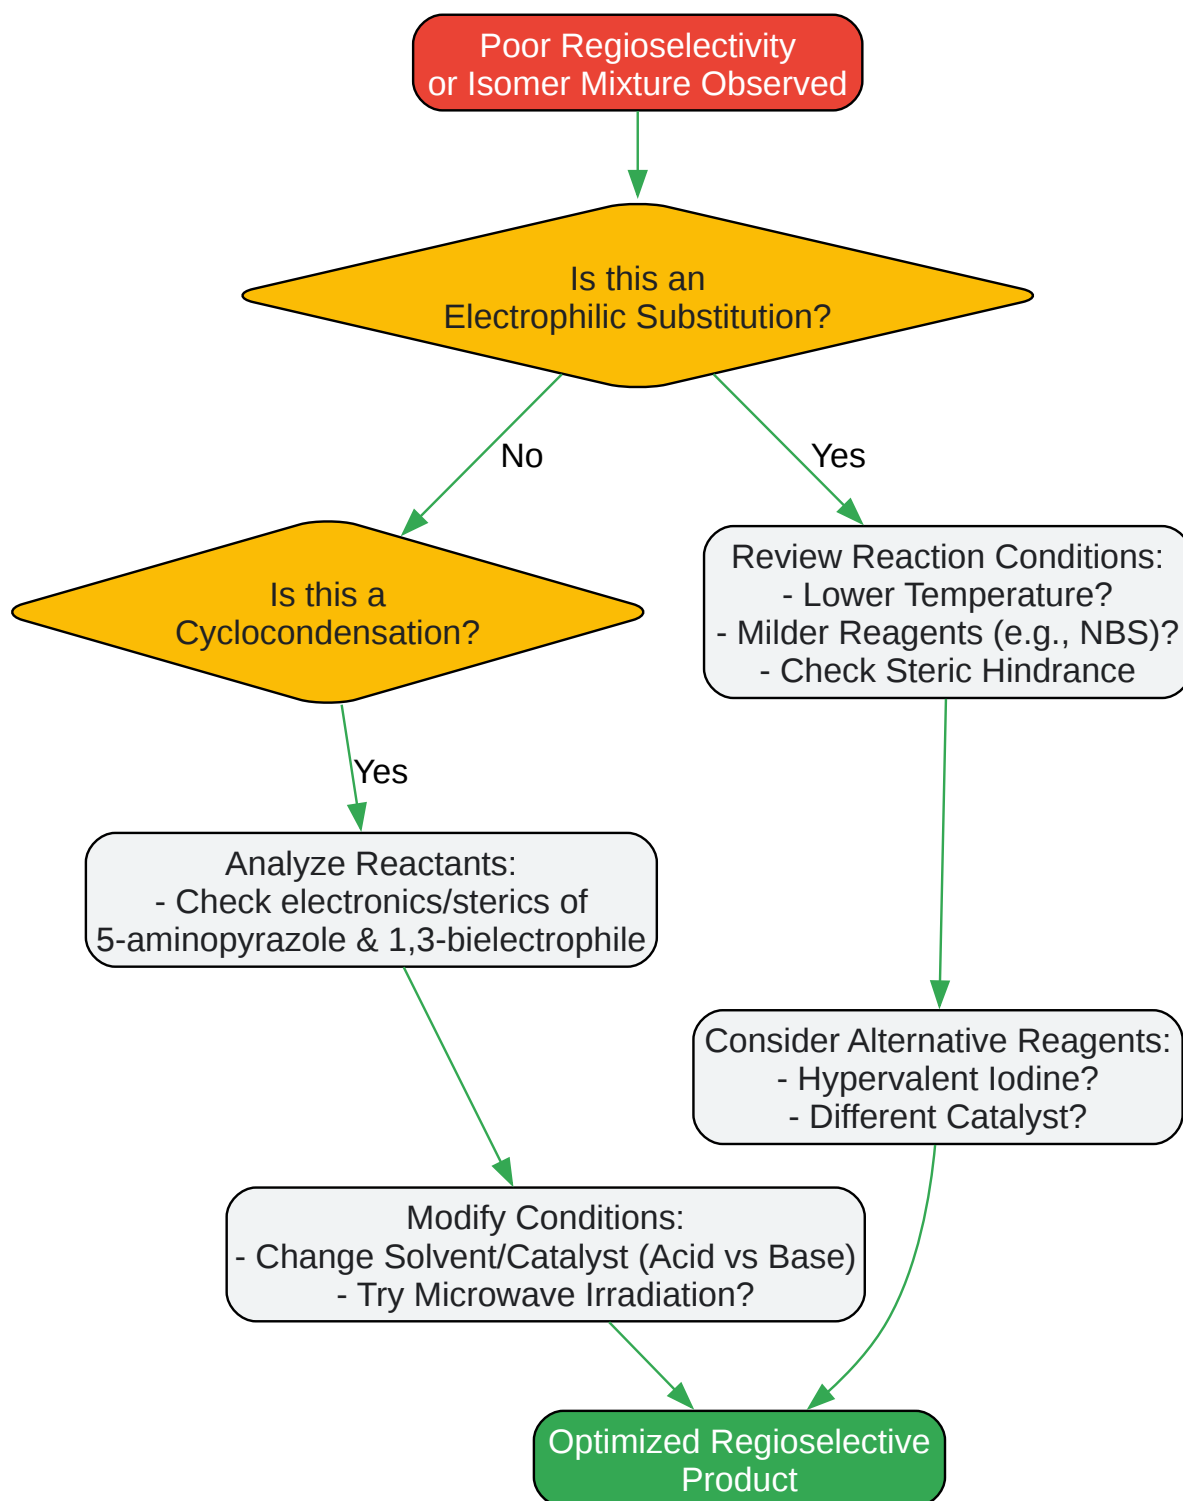 Poor Regioselectivity
or Isomer Mixture Observed
Is this an
Electrophilic Substitution?
No
Yes
Is this a
Cyclocondensation?
Review Reaction Conditions:
- Lower Temperature?
- Milder Reagents (e.g., NBS)?
- Check Steric Hindrance
Yes
Analyze Reactants:
- Check electronics/sterics of
5-aminopyrazole & 1,3-bielectrophile
Consider Alternative Reagents:
- Hypervalent Iodine?
- Different Catalyst?
Modify Conditions:
- Change Solvent/Catalyst (Acid vs Base)
- Try Microwave Irradiation?
Optimized Regioselective
Product